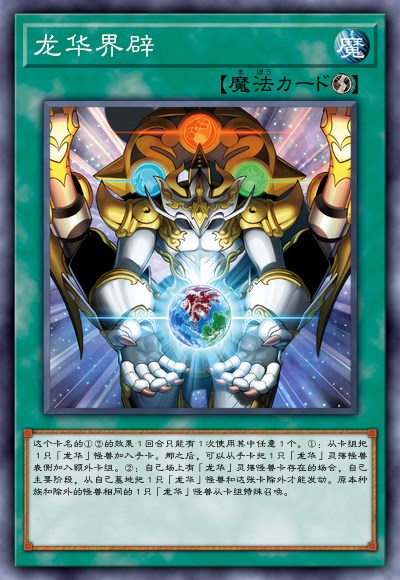 龙华界辟
魔
【魔法カード】
まほう
这个卡名的①②的效果1回合只能有1次使用其中任意1个。①：从卡组把
1只「龙华」怪兽加入手卡。那之后，可以从手卡把1只「龙华」灵摆怪兽
表侧加入额外卡组。②：自己场上有「龙华」灵摆怪兽卡存在的场合，自己
主要阶段，从自己墓地把1只「龙华」怪兽和这张卡除外才能发动。原本种
族和除外的怪兽相同的1只「龙华」怪兽从卡组特殊召唤。